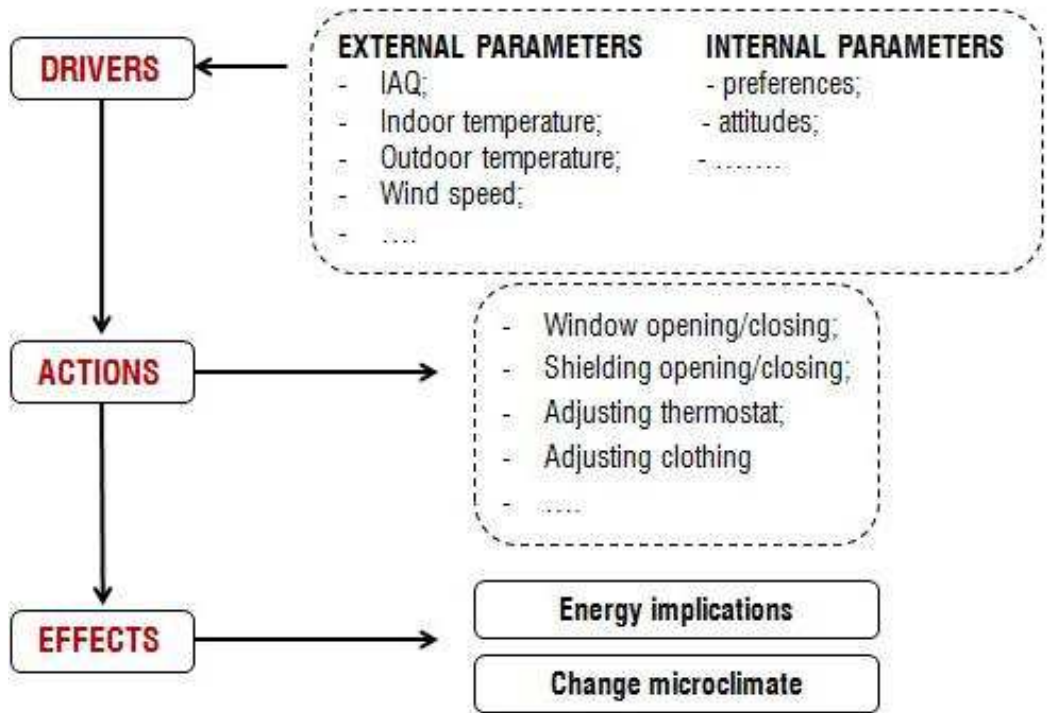 DRIVERS
EXTERNAL PARAMETERS
- IAQ;
- Indoor temperature;
- Outdoor temperature;
- Wind speed;
- ....
INTERNAL PARAMETERS
- preferences;
- attitudes;
- .......
ACTIONS
- Window opening/closing;
- Shielding opening/closing;
- Adjusting thermostat;
- Adjusting clothing
- .....
EFFECTS
Energy implications
Change microclimate